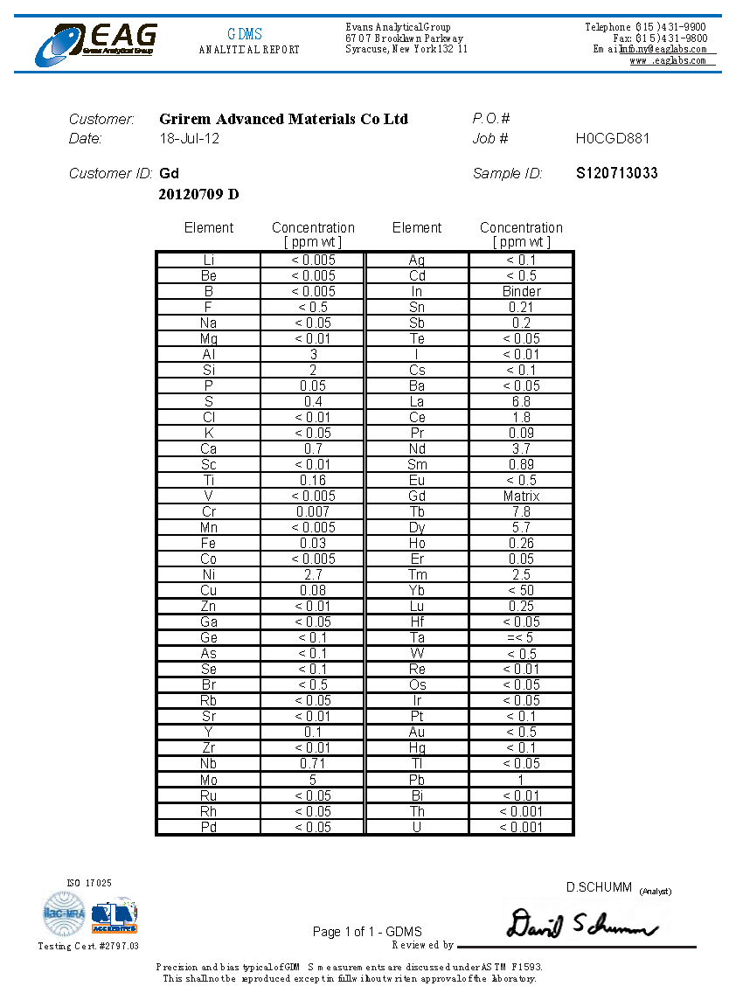 EAG
Evans Analytical Group
GDMS
ANALYTICAL REPORT
Evans Analytical Group
6707 Brooklawn Parkway
Syracuse, New York 132 11
Telephone (315)431-9900
Fax: (315)431-9800
Email:Info.ny@eaglabs.com
www.eaglabs.com
Customer: Grirem Advanced Materials Co Ltd P.O.#
Date: 18-Jul-12 Job # H0CGD881
Customer ID: Gd Sample ID: S120713033
20120709 D
Element Concentration Element Concentration
[ ppm wt ] [ ppm wt ]
Li < 0.005 Ag < 0.1
Be < 0.005 Cd < 0.5
B < 0.005 In Binder
F < 0.5 Sn 0.21
Na < 0.05 Sb 0.2
Mg < 0.01 Te < 0.05
Al 3 I < 0.01
Si 2 Cs < 0.1
P 0.05 Ba < 0.05
S 0.4 La 6.8
Cl < 0.01 Ce 1.8
K < 0.05 Pr 0.09
Ca 0.7 Nd 3.7
Sc < 0.01 Sm 0.89
Ti 0.16 Eu < 0.5
V < 0.005 Gd Matrix
Cr 0.007 Tb 7.8
Mn < 0.005 Dy 5.7
Fe 0.03 Ho 0.26
Co < 0.005 Er 0.05
Ni 2.7 Tm 2.5
Cu 0.08 Yb < 50
Zn < 0.01 Lu 0.25
Ga < 0.05 Hf < 0.05
Ge < 0.1 Ta =< 5
As < 0.1 W < 0.5
Se < 0.1 Re < 0.01
Br < 0.5 Os < 0.05
Rb < 0.05 Ir < 0.05
Sr < 0.01 Pt < 0.1
Y 0.1 Au < 0.5
Zr < 0.01 Hg < 0.1
Nb 0.71 Tl < 0.05
Mo 5 Pb 1
Ru < 0.05 Bi < 0.01
Rh < 0.05 Th < 0.001
Pd < 0.05 U < 0.001
ISO 17025
ilac-MRA
ACCREDITED
Testing Cert. #2797.03
D.SCHUMM (Analyst)
Page 1 of 1 - GDMS
David Schumm
Reviewed by
Precision and bias typical of GDMS measurements are discussed under ASTM F1593.
This shall not be reproduced except in full without writen approval of the laboratory.